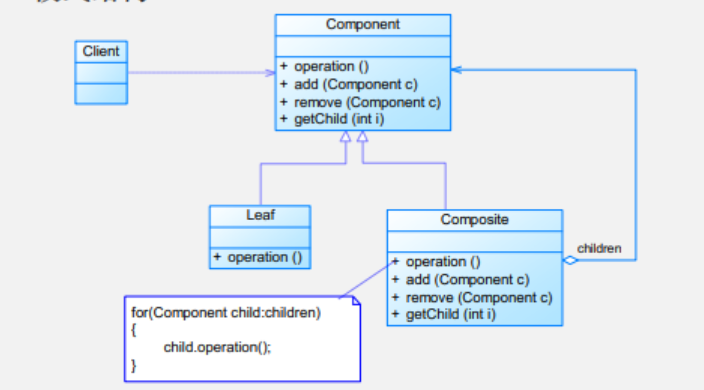 Component
Client
+ operation ()
+ add (Component c)
+ remove (Component c)
+ getChild (int i)
Leaf
+ operation ()
Composite
+ operation ()
+ add (Component c)
+ remove (Component c)
+ getChild (int i)
children
for(Component child:children)
{
child.operation();
}